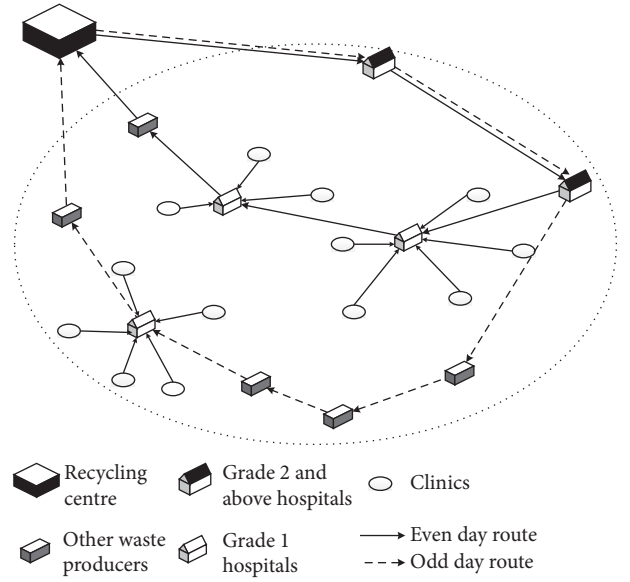 Recycling
centre
Grade 2 and
above hospitals
Clinics
Other waste
producers
Grade 1
hospitals
Even day route
Odd day route